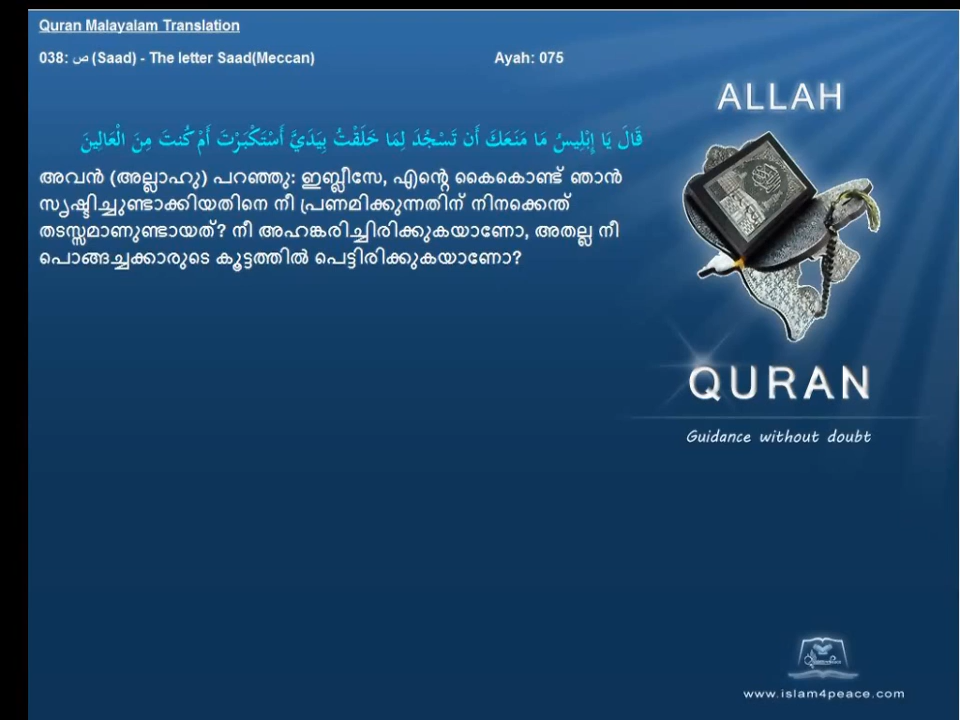 Quran Malayalam Translation
038: ص (Saad) - The letter Saad(Meccan) Ayah: 075
قَالَ يَا إِبْلِيسُ مَا مَنَعَكَ أَن تَسْجُدَ لِمَا خَلَقْتُ بِيَدَيَّ أَسْتَكْبَرْتَ أَمْ كُنتَ مِنَ الْعَالِينَ
അവൻ (അല്ലാഹു) പറഞ്ഞു: ഇബ്ലീസേ, എന്റെ കൈകൊണ്ട് ഞാൻ
സൃഷ്ടിച്ചുണ്ടാക്കിയതിനെ നീ പ്രണമിക്കുന്നതിന് നിനക്കെന്ത്
തടസ്സമാണുണ്ടായത്? നീ അഹങ്കരിച്ചിരിക്കുകയാണോ, അതല്ല നീ
പൊങ്ങച്ചക്കാരുടെ കൂട്ടത്തിൽ പെട്ടിരിക്കുകയാണോ?
ALLAH
QURAN
Guidance without doubt
www.islam4peace.com